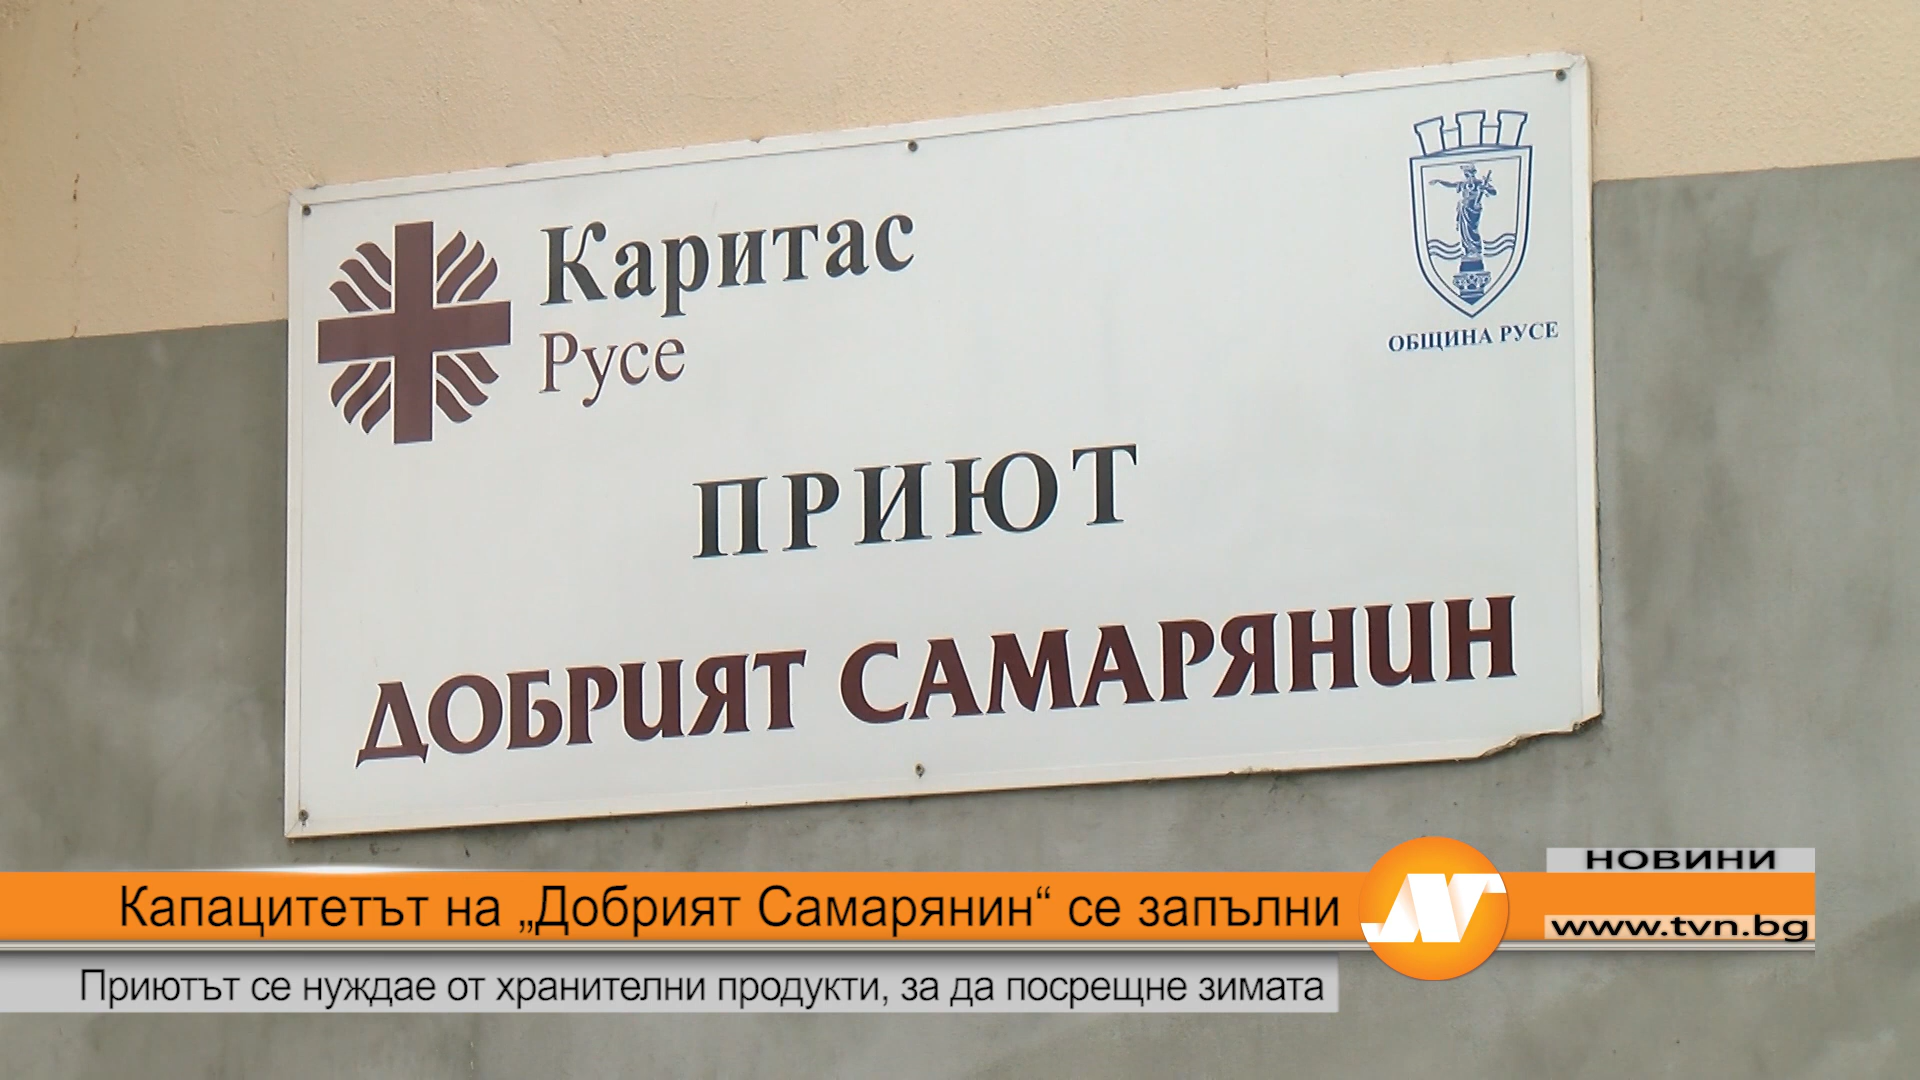 Каритас
Русе
ОБЩИНА РУСЕ
ПРИЮТ
ДОБРИЯТ САМАРЯНИН
Капацитетът на „Добрият Самарянин“ се запълни
Приютът се нуждае от хранителни продукти, за да посрещне зимата
НОВИНИ
www.tvn.bg